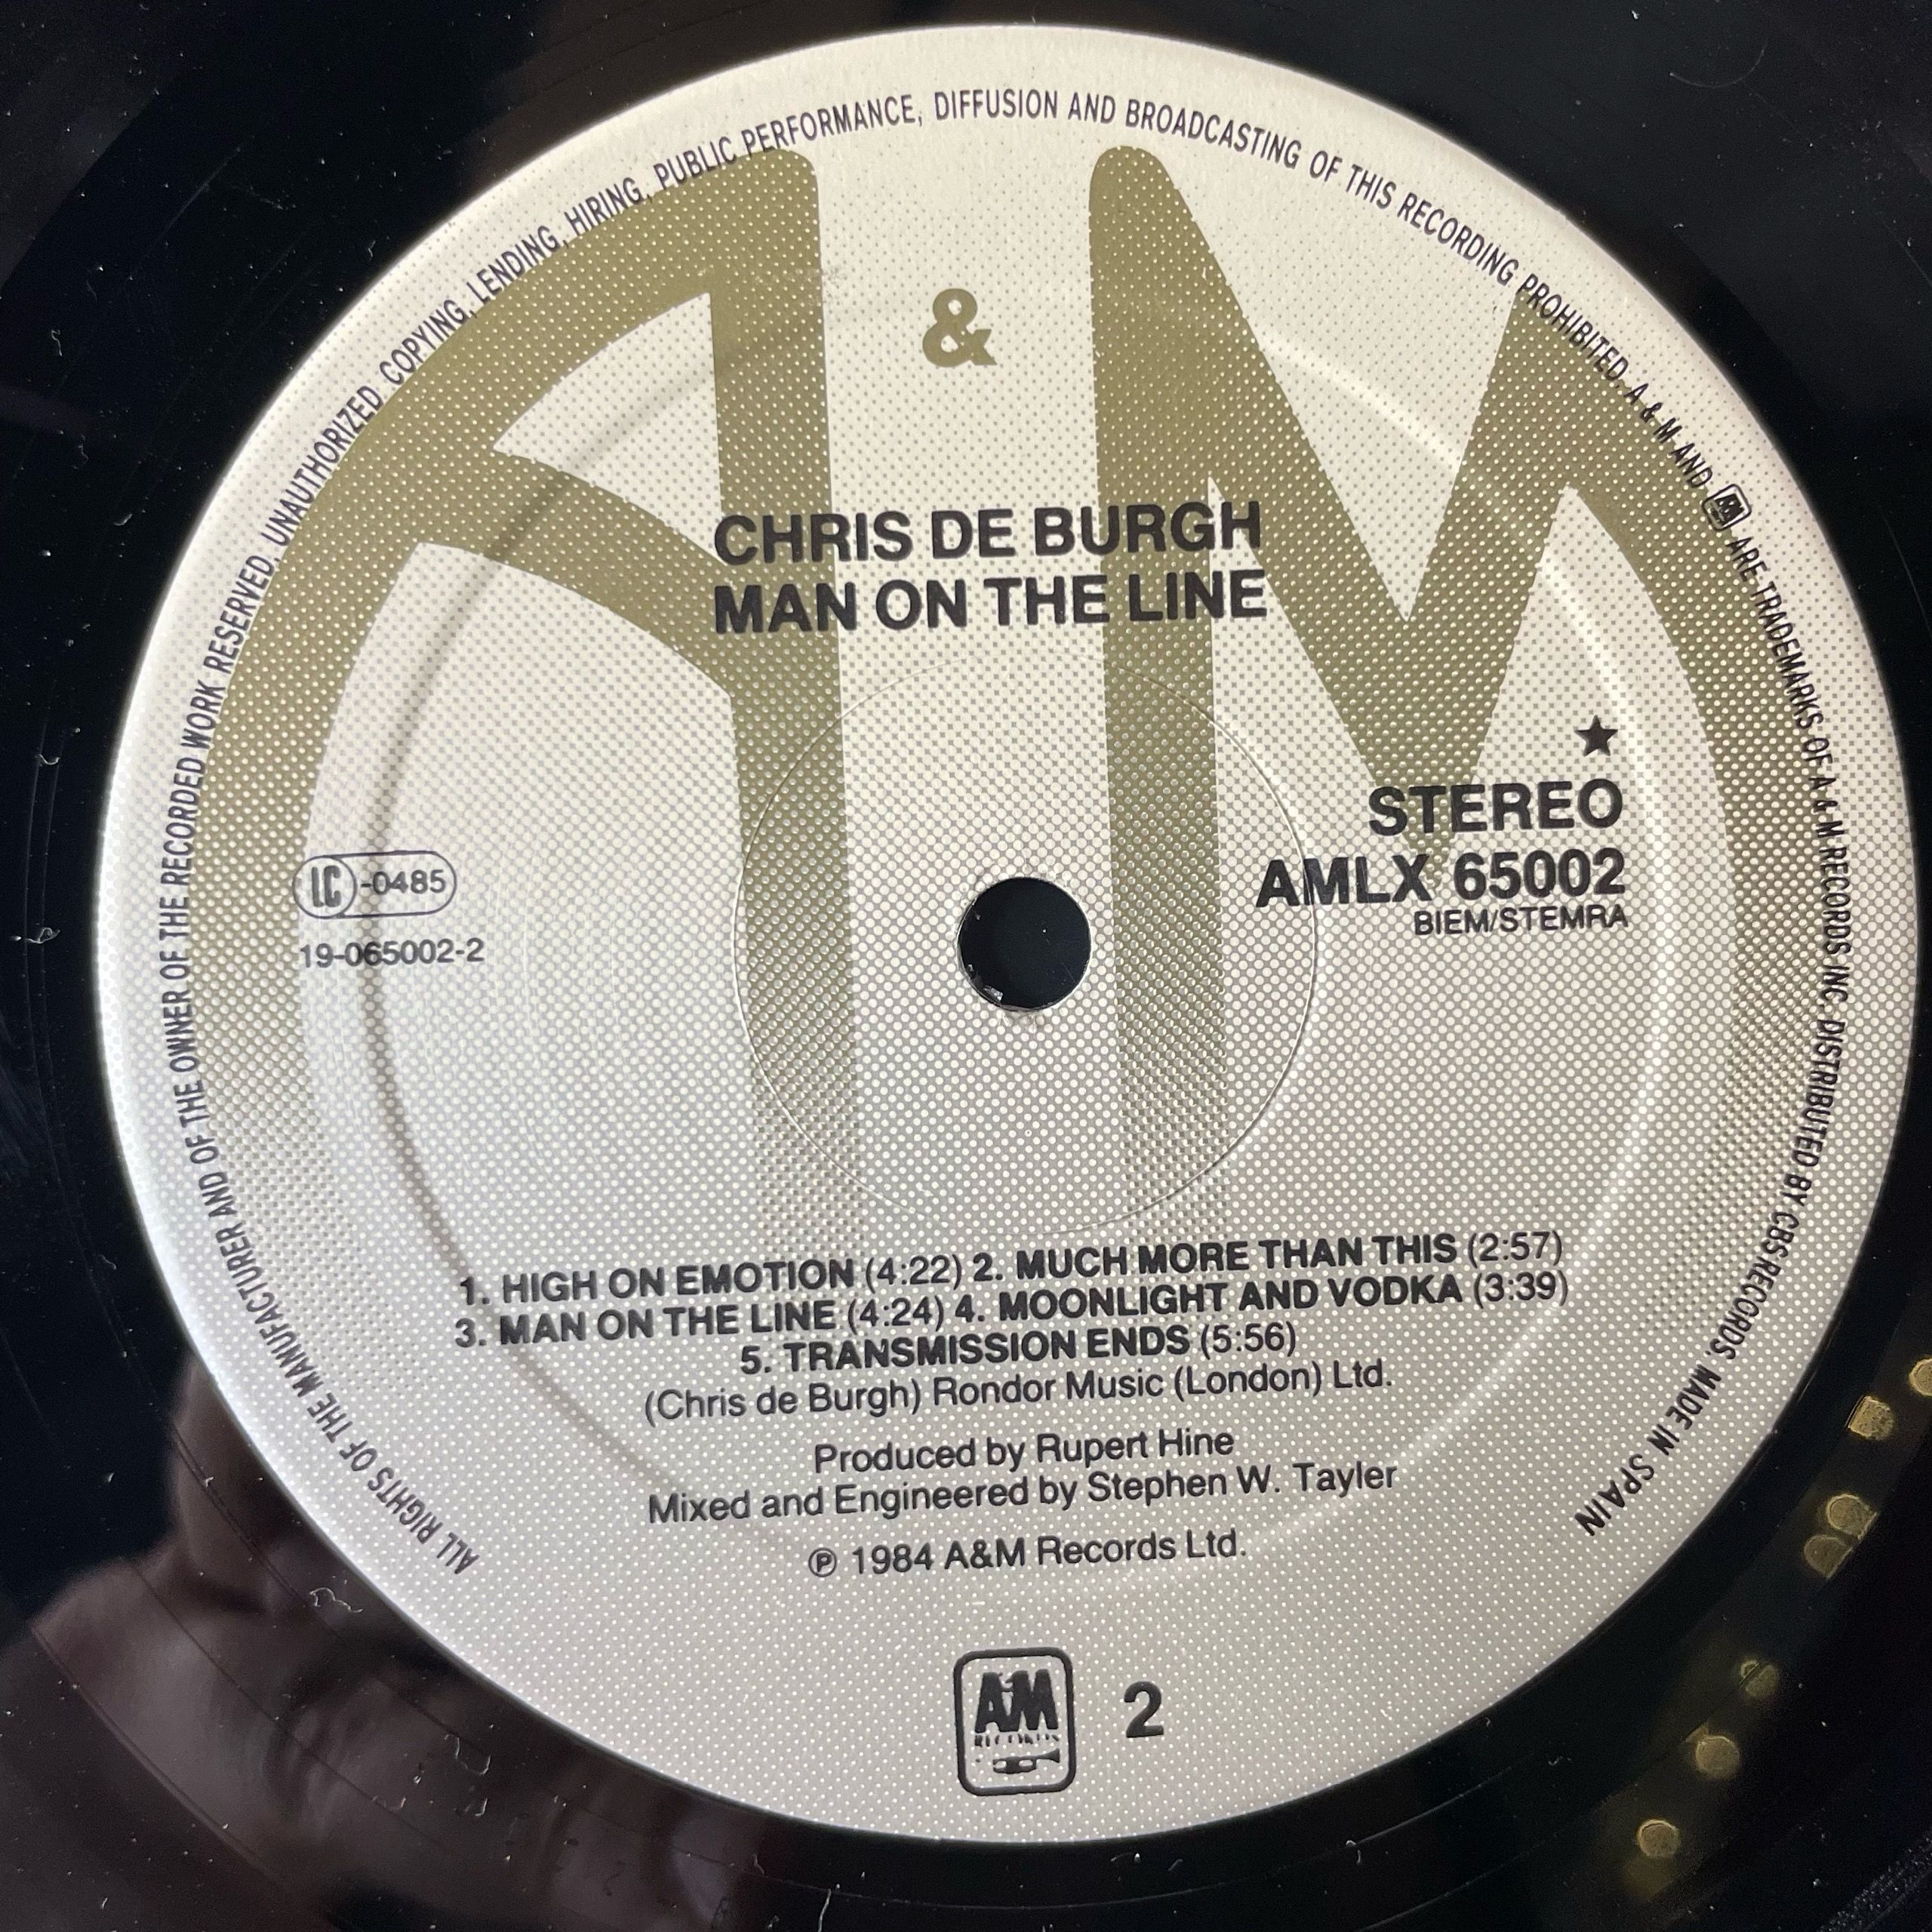 ALL RIGHTS OF THE MANUFACTURER AND OF THE OWNER OF THE RECORDED WORK RESERVED. UNAUTHORIZED COPYING, LENDING, HIRING, PUBLIC PERFORMANCE, DIFFUSION AND BROADCASTING OF THIS RECORDING PROHIBITED. A & M AND AM ARE TRADEMARKS OF A & M RECORDS INC. DISTRIBUTED BY CBS RECORDS. MADE IN SPAIN
A & M
CHRIS DE BURGH
MAN ON THE LINE
★
STEREO
AMLX 65002
BIEM/STEMRA
LC-0485
19-065002-2
1. HIGH ON EMOTION (4:22) 2. MUCH MORE THAN THIS (2:57)
3. MAN ON THE LINE (4:24) 4. MOONLIGHT AND VODKA (3:39)
5. TRANSMISSION ENDS (5:56)
(Chris de Burgh) Rondor Music (London) Ltd.
Produced by Rupert Hine
Mixed and Engineered by Stephen W. Tayler
℗ 1984 A&M Records Ltd.
AM 2
RECORDS